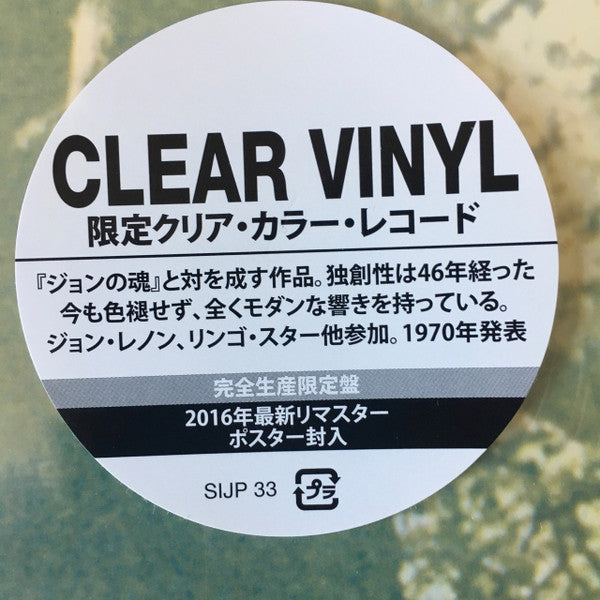 CLEAR VINYL
限定クリア・カラー・レコード
『ジョンの魂』と対を成す作品。独創性は46年経った
今も色褪せず、全くモダンな響きを持っている。
ジョン・レノン、リンゴ・スター他参加。1970年発表
完全生産限定盤
2016年最新リマスター
ポスター封入
SIJP 33 プラ